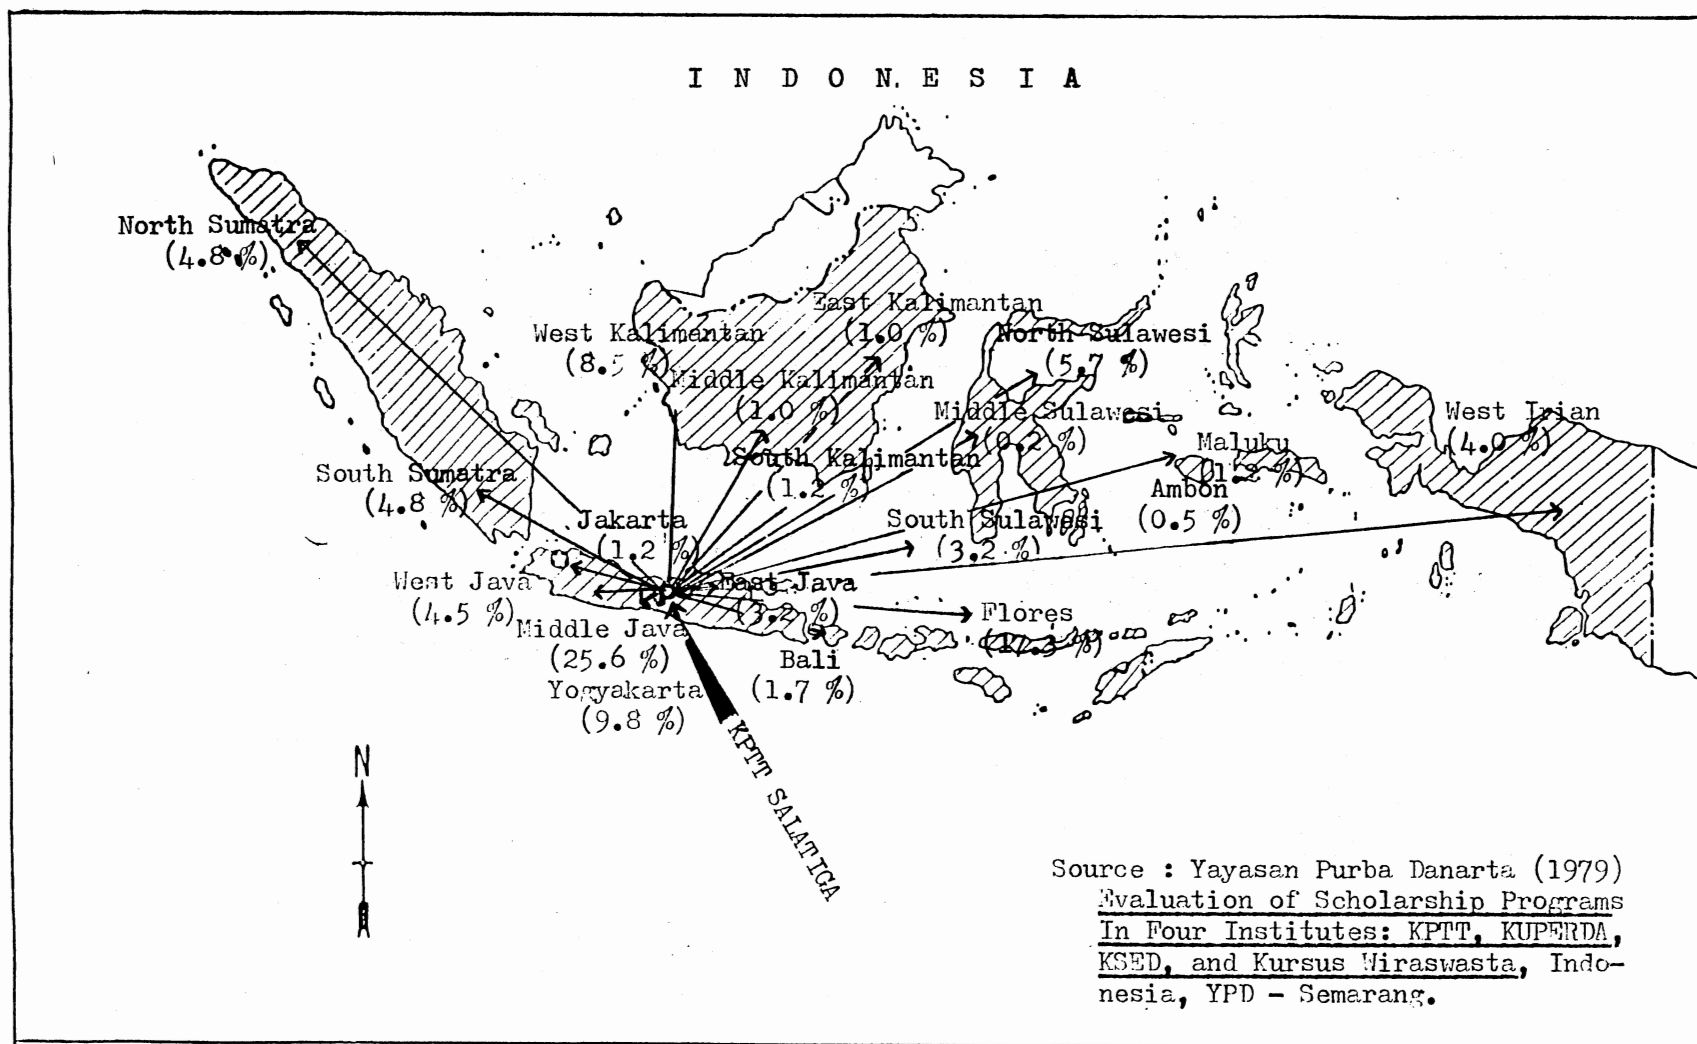 I N D O N E S I A
North Sumatra
(4.8 %)
East Kalimantan
(1.0 %)
West Kalimantan
(8.5 %)
North Sulawesi
(5.7 %)
Middle Kalimantan
(1.0 %)
Middle Sulawesi
(0.2 %)
West Irian
(4.0 %)
Maluku
(1.2 %)
South Kalimantan
(1.2 %)
South Sumatra
(4.8 %)
Ambon
(0.5 %)
Jakarta
(1.2 %)
South Sulawesi
(3.2 %)
West Java
(4.5 %)
East Java
(3.2 %)
Flores
(17.3 %)
Middle Java
(25.6 %)
Bali
(1.7 %)
Yogyakarta
(9.8 %)
KPTT SALATIGA
N
Source : Yayasan Purba Danarta (1979)
Evaluation of Scholarship Programs
In Four Institutes: KPTT, KUPERDA,
KSED, and Kursus Wiraswasta, Indo-
nesia, YPD - Semarang.